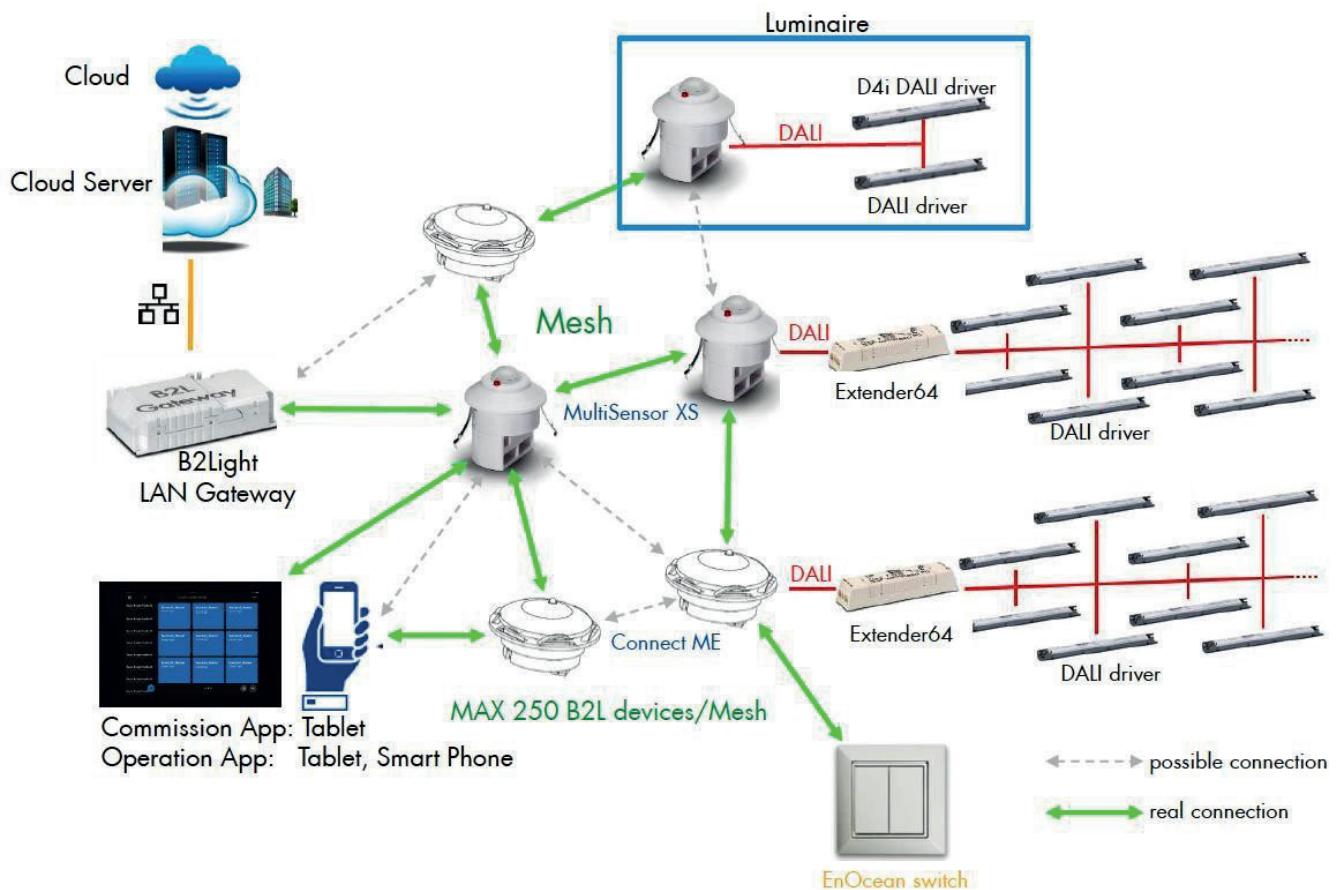 Luminaire
Cloud
D4i DALI driver
DALI
Cloud Server
DALI driver
Mesh
DALI
Extender64
MultiSensor XS
DALI driver
B2L
Gateway
B2Light
LAN Gateway
DALI
Extender64
Connect ME
DALI driver
MAX 250 B2L devices/Mesh
Commission App: Tablet
Operation App: Tablet, Smart Phone
possible connection
real connection
EnOcean switch